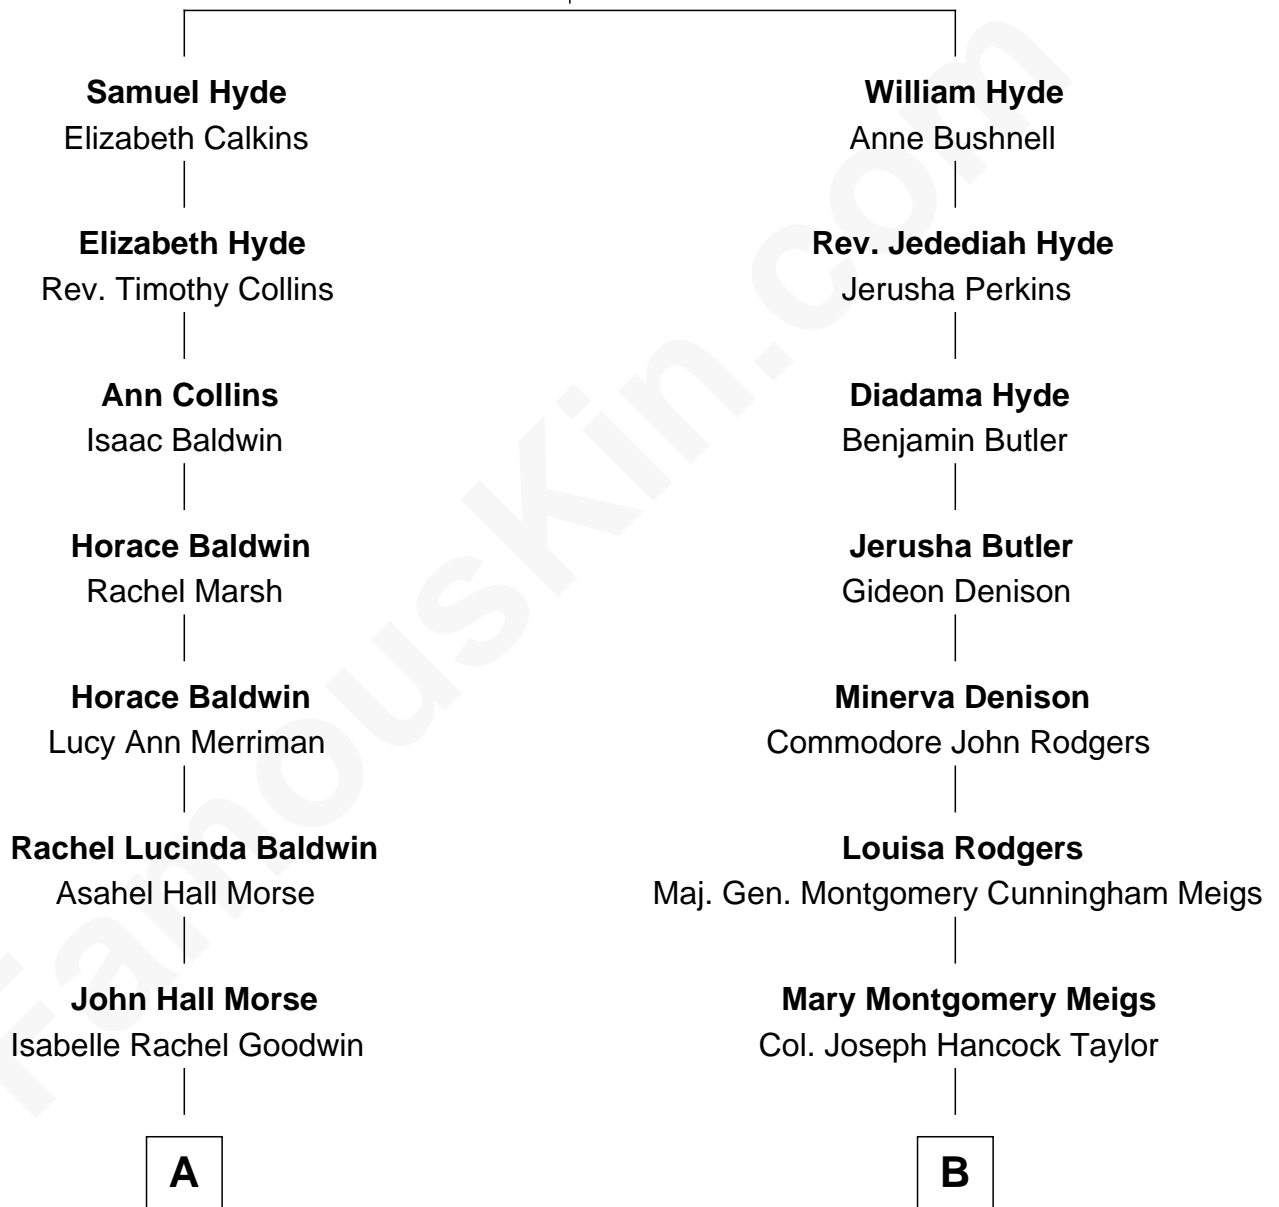 Samuel Hyde
Elizabeth Calkins
Elizabeth Hyde
Rev. Timothy Collins
Ann Collins
Isaac Baldwin
Horace Baldwin
Rachel Marsh
Horace Baldwin
Lucy Ann Merriman
Rachel Lucinda Baldwin
Asahel Hall Morse
John Hall Morse
Isabelle Rachel Goodwin
A
William Hyde
Anne Bushnell
Rev. Jedediah Hyde
Jerusha Perkins
Diadama Hyde
Benjamin Butler
Jerusha Butler
Gideon Denison
Minerva Denison
Commodore John Rodgers
Louisa Rodgers
Maj. Gen. Montgomery Cunningham Meigs
Mary Montgomery Meigs
Col. Joseph Hancock Taylor
B
FamousKin.com